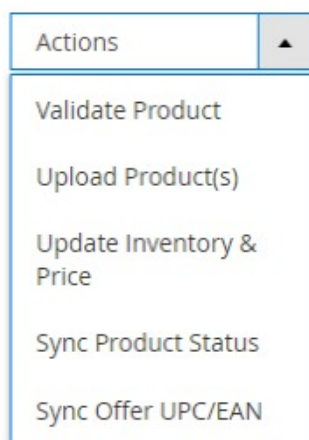 Actions
Validate Product
Upload Product(s)
Update Inventory &
Price
Sync Product Status
Sync Offer UPC/EAN